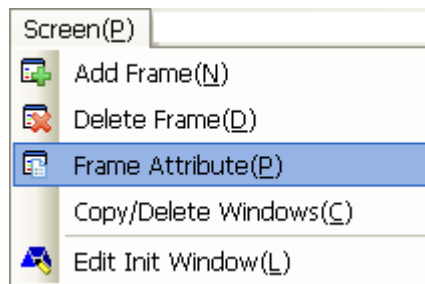 Screen(P)
Add Frame(N)
Delete Frame(D)
Frame Attribute(P)
Copy/Delete Windows(C)
Edit Init Window(L)